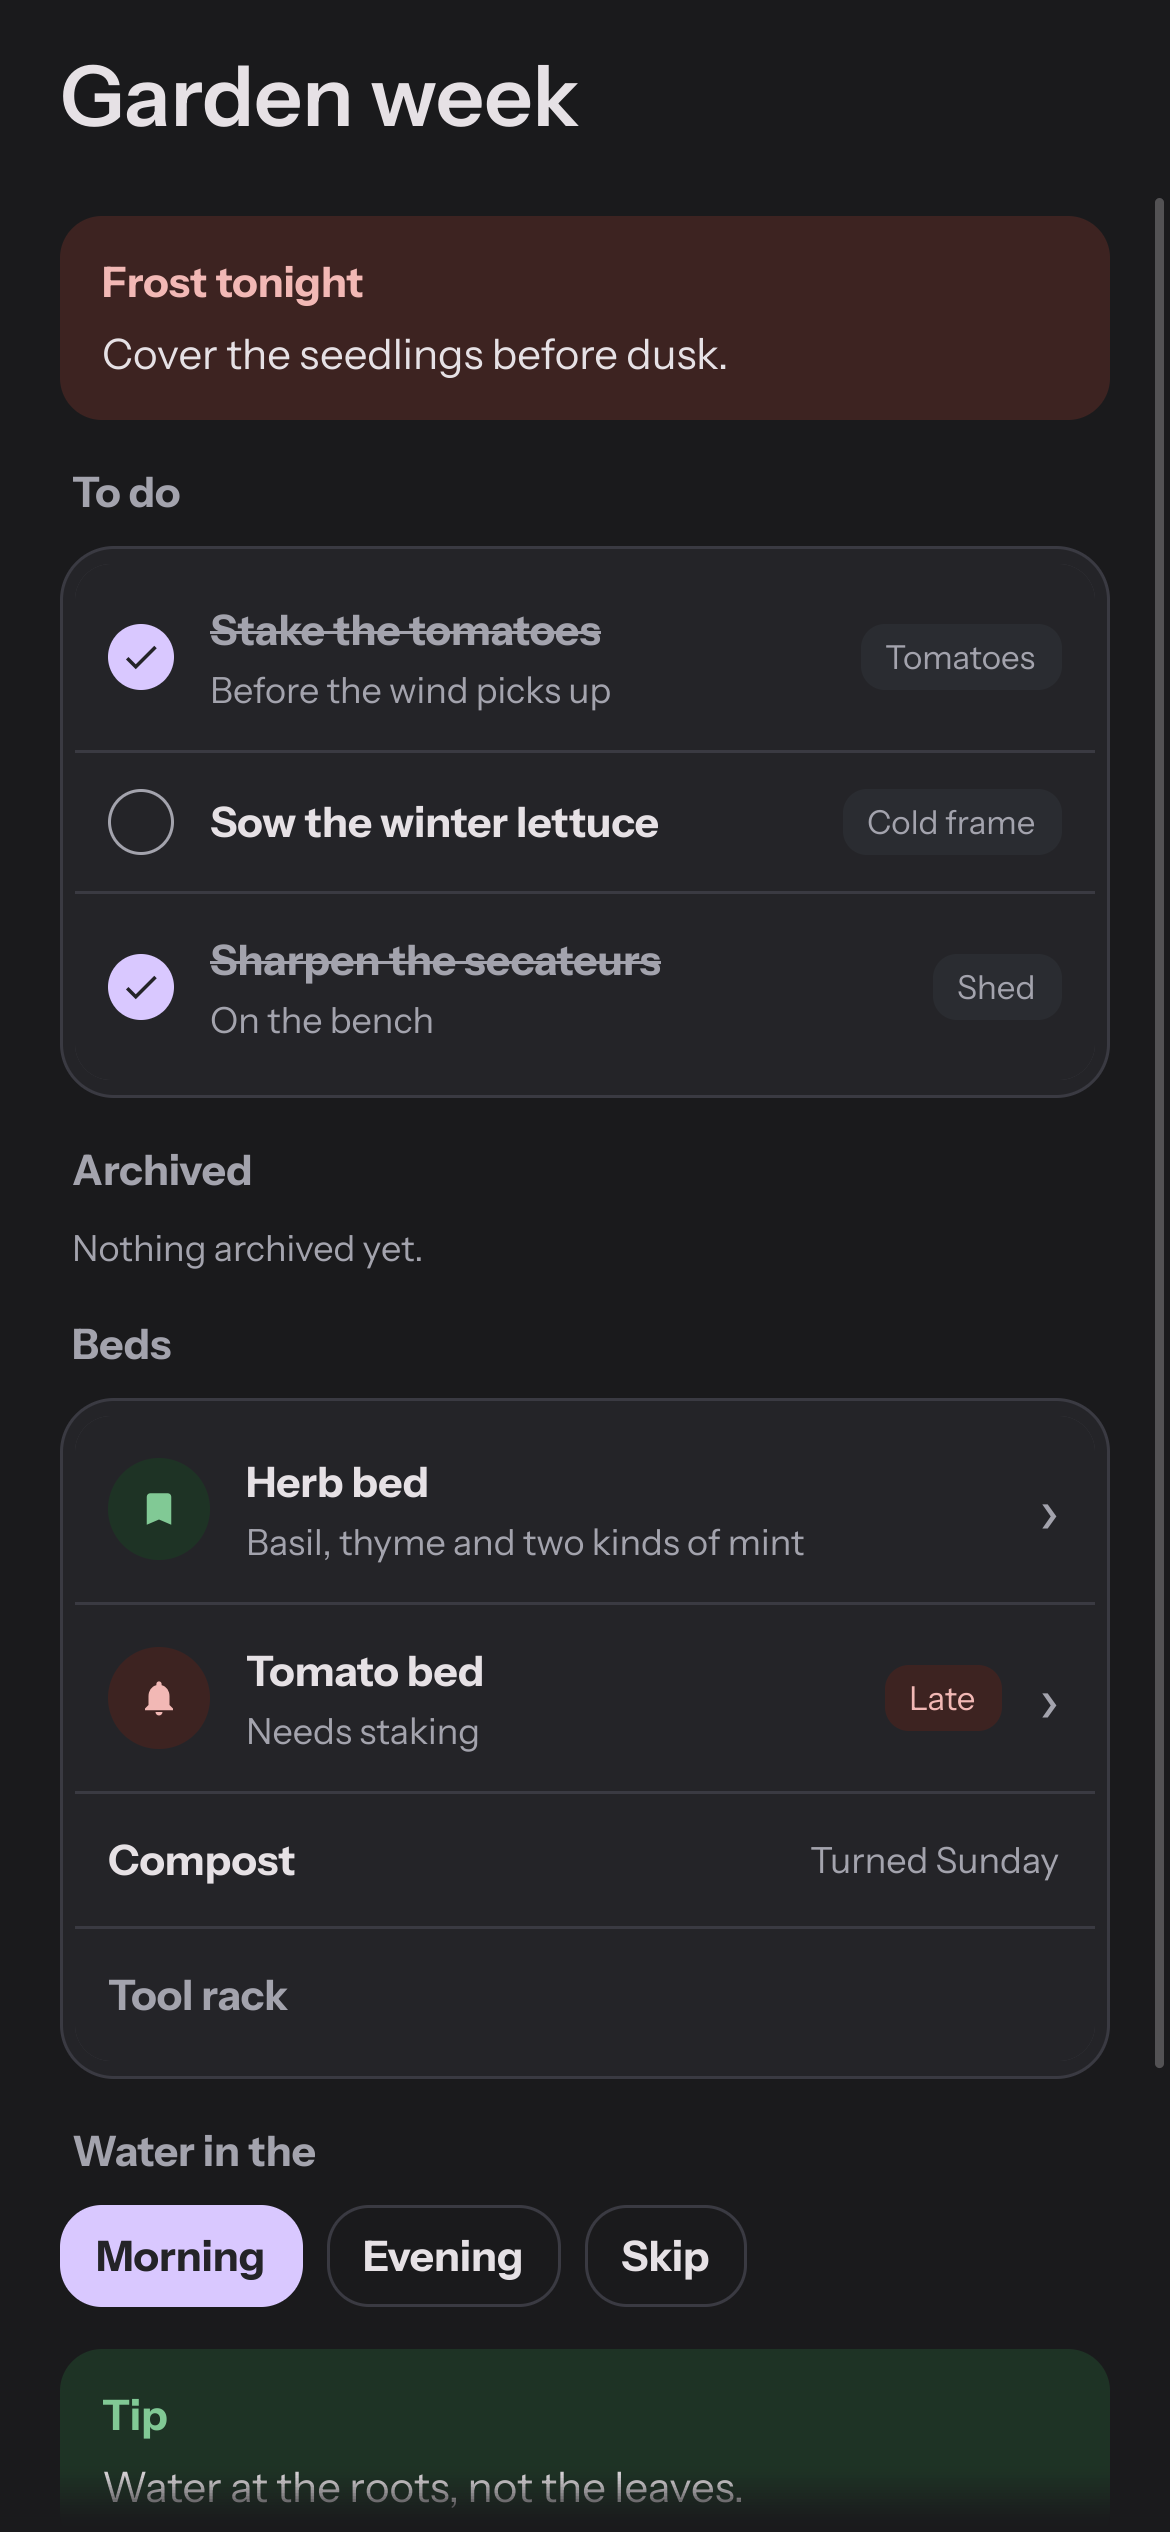 Garden week
Frost tonight
Cover the seedlings before dusk.
To do
Stake the tomatoes
Before the wind picks up
Tomatoes
Sow the winter lettuce
Cold frame
Sharpen the secateurs
On the bench
Shed
Archived
Nothing archived yet.
Beds
Herb bed
Basil, thyme and two kinds of mint
Tomato bed
Needs staking
Late
Compost
Turned Sunday
Tool rack
Water in the
Morning
Evening
Skip
Tip
Water at the roots, not the leaves.